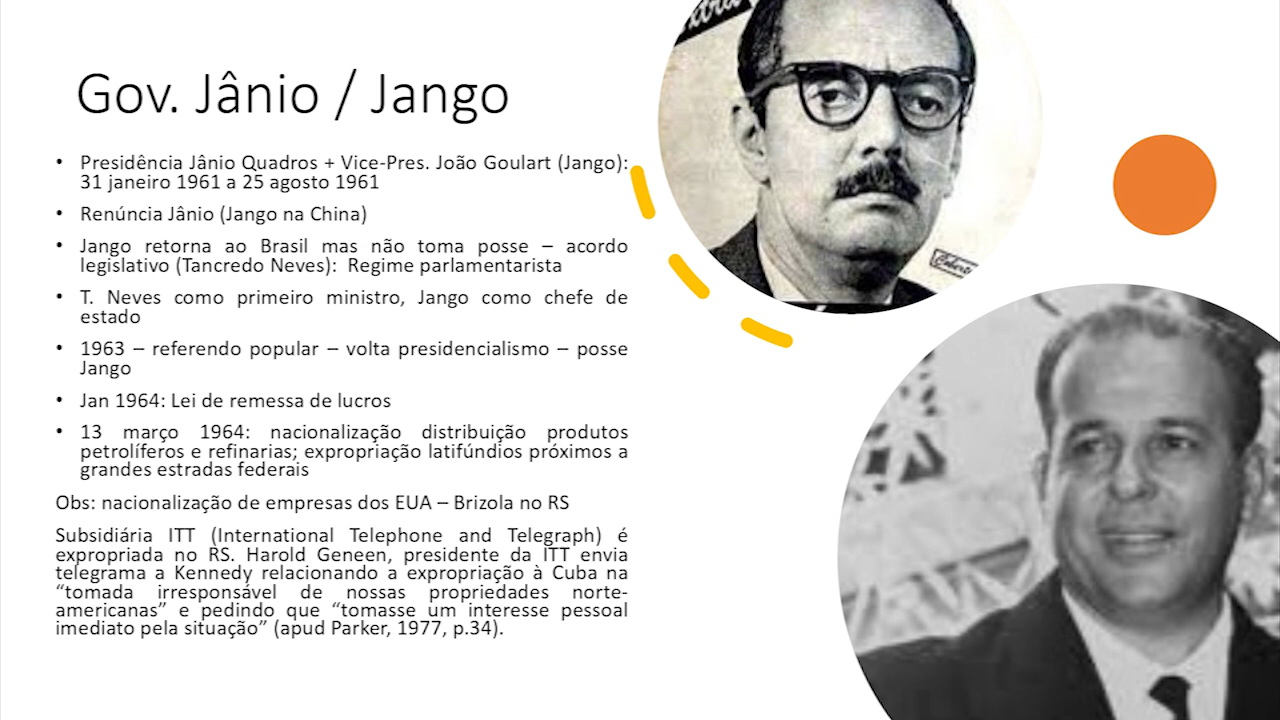 Gov. Jânio / Jango
• Presidência Jânio Quadros + Vice-Pres. João Goulart (Jango):
31 janeiro 1961 a 25 agosto 1961
• Renúncia Jânio (Jango na China)
• Jango retorna ao Brasil mas não toma posse – acordo
legislativo (Tancredo Neves): Regime parlamentarista
• T. Neves como primeiro ministro, Jango como chefe de
estado
• 1963 – referendo popular – volta presidencialismo – posse
Jango
• Jan 1964: Lei de remessa de lucros
• 13 março 1964: nacionalização distribuição produtos
petrolíferos e refinarias; expropriação latifúndios próximos a
grandes estradas federais
Obs: nacionalização de empresas dos EUA – Brizola no RS
Subsidiária ITT (International Telephone and Telegraph) é
expropriada no RS. Harold Geneen, presidente da ITT envia
telegrama a Kennedy relacionando a expropriação à Cuba na
“tomada irresponsável de nossas propriedades norte-
americanas” e pedindo que “tomasse um interesse pessoal
imediato pela situação” (apud Parker, 1977, p.34).